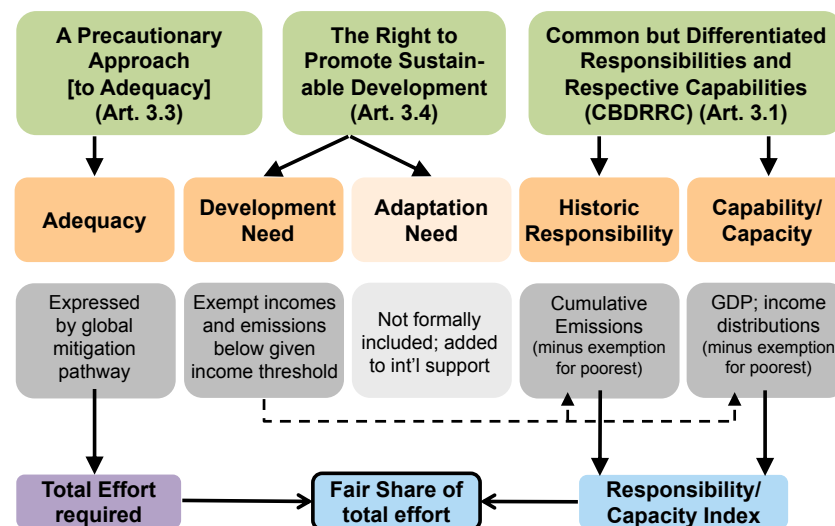 A Precautionary
Approach
[to Adequacy]
(Art. 3.3)
The Right to
Promote Sustain-
able Development
(Art. 3.4)
Common but Differentiated
Responsibilities and
Respective Capabilities
(CBDRRC) (Art. 3.1)
Adequacy
Development
Need
Adaptation
Need
Historic
Responsibility
Capability/
Capacity
Expressed
by global
mitigation
pathway
Exempt incomes
and emissions
below given
income threshold
Not formally
included; added
to int'l support
Cumulative
Emissions
(minus exemption
for poorest)
GDP; income
distributions
(minus exemption
for poorest)
Total Effort
required
Fair Share of
total effort
Responsibility/
Capacity Index